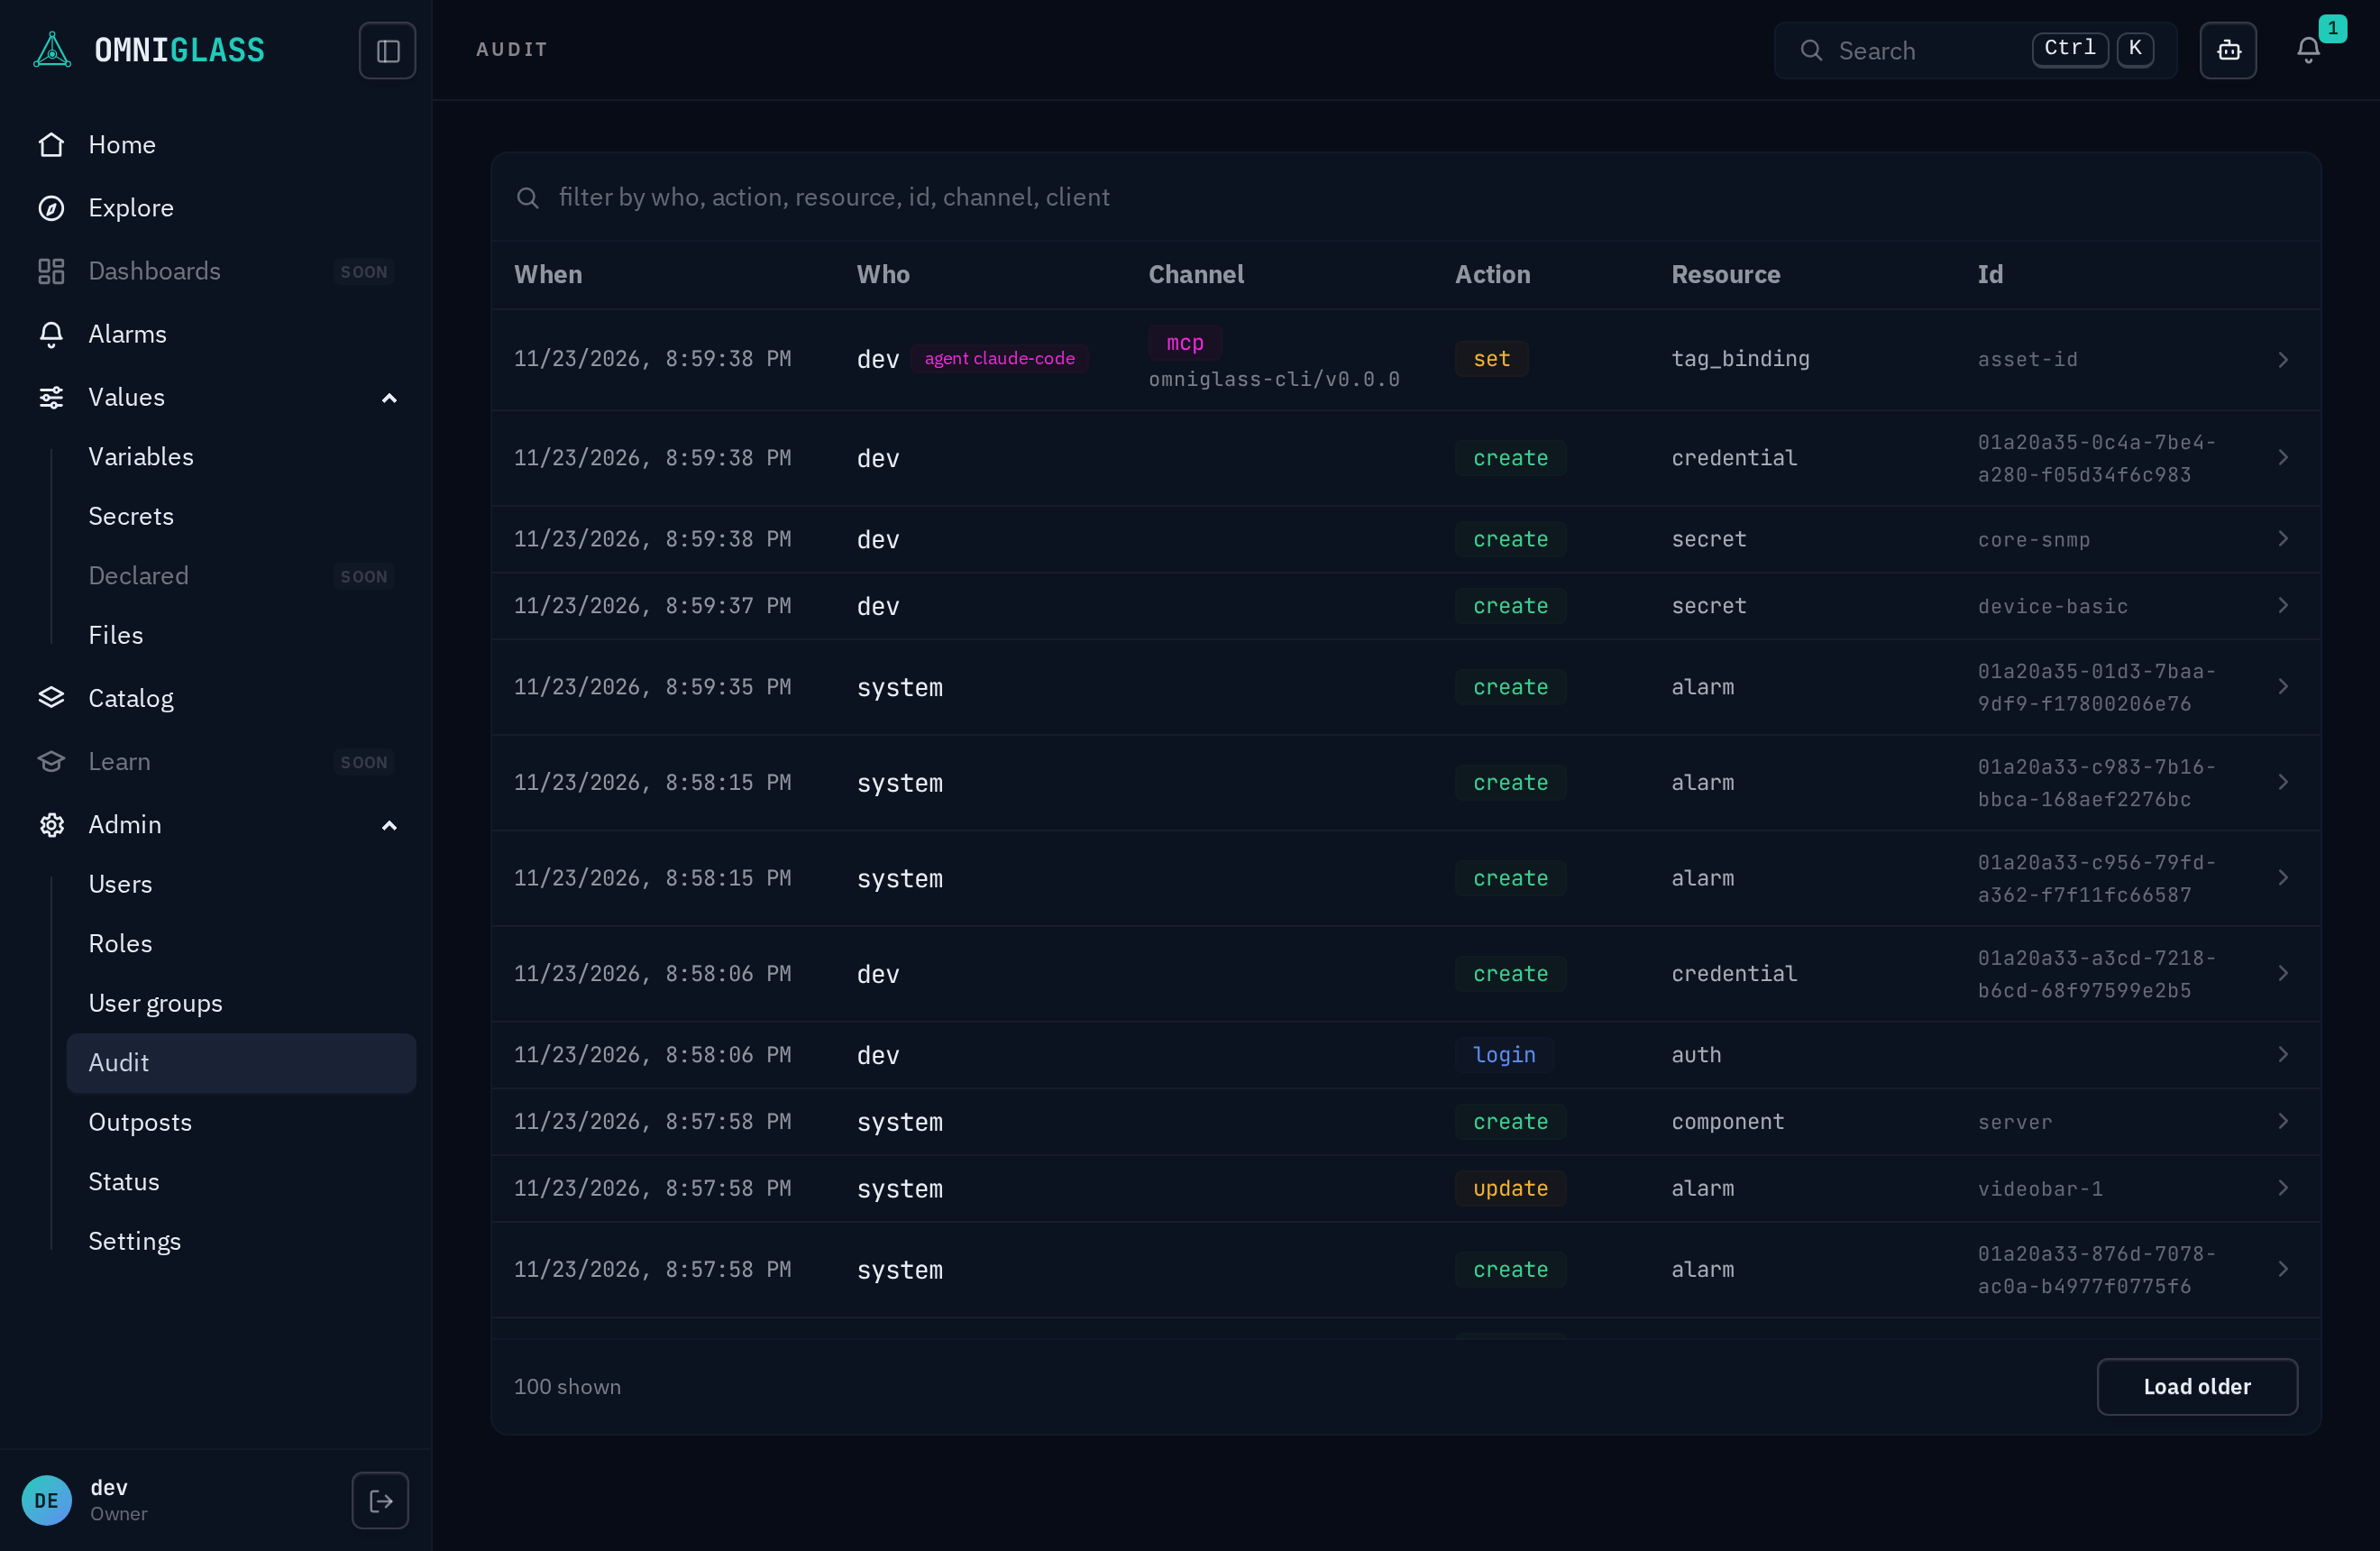 OMNIGLASS
AUDIT
Search
Ctrl K
1
Home
Explore
Dashboards SOON
Alarms
Values
Variables
Secrets
Declared SOON
Files
Catalog
Learn SOON
Admin
Users
Roles
User groups
Audit
Outposts
Status
Settings
DE
dev
Owner
filter by who, action, resource, id, channel, client
When Who Channel Action Resource Id
11/23/2026, 8:59:38 PM dev agent claude-code mcp set tag_binding asset-id
omniglass-cli/v0.0.0
11/23/2026, 8:59:38 PM dev create credential 01a20a35-0c4a-7be4-
a280-f05d34f6c983
11/23/2026, 8:59:38 PM dev create secret core-snmp
11/23/2026, 8:59:37 PM dev create secret device-basic
11/23/2026, 8:59:35 PM system create alarm 01a20a35-01d3-7baa-
9df9-f17800206e76
11/23/2026, 8:58:15 PM system create alarm 01a20a33-c983-7b16-
bbca-168aef2276bc
11/23/2026, 8:58:15 PM system create alarm 01a20a33-c956-79fd-
a362-f7f11fc66587
11/23/2026, 8:58:06 PM dev create credential 01a20a33-a3cd-7218-
b6cd-68f97599e2b5
11/23/2026, 8:58:06 PM dev login auth
11/23/2026, 8:57:58 PM system create component server
11/23/2026, 8:57:58 PM system update alarm videobar-1
11/23/2026, 8:57:58 PM system create alarm 01a20a33-876d-7078-
ac0a-b4977f0775f6
100 shown
Load older